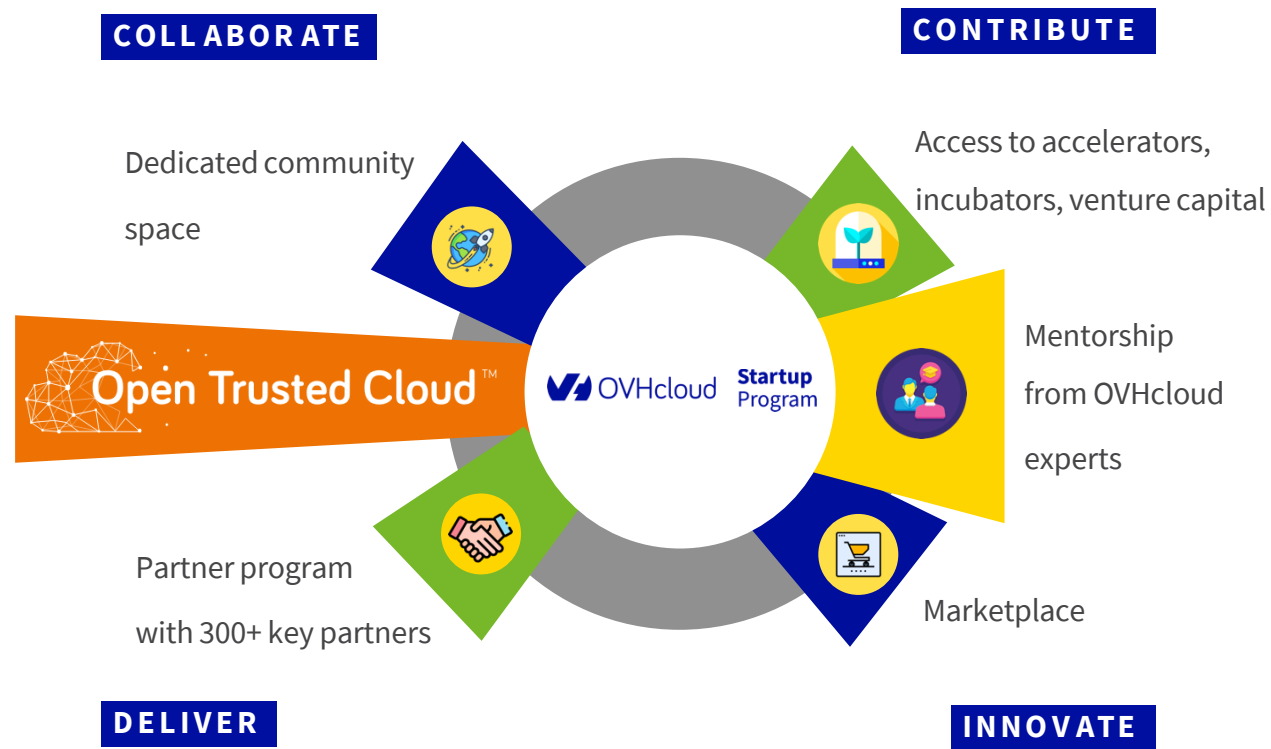 COLLABORATE
CONTRIBUTE
Dedicated community
space
Access to accelerators,
incubators, venture capital
Open Trusted Cloud™
OVHcloud
Startup
Program
Mentorship
from OVHcloud
experts
Partner program
with 300+ key partners
Marketplace
DELIVER
INNOVATE